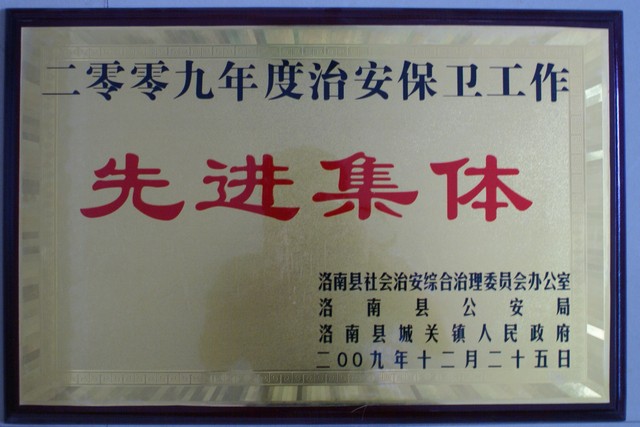 二零零九年度治安保卫工作
先进集体
洛南县社会治安综合治理委员会办公室
洛南县公安局
洛南县城关镇人民政府
二00九年十二月二十五日